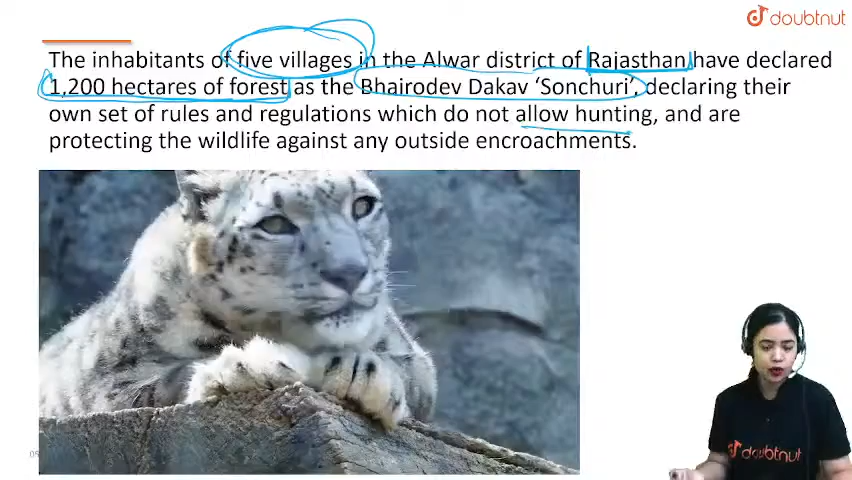 doubtnut
The inhabitants of five villages in the Alwar district of Rajasthan have declared
1,200 hectares of forest as the Bhairodev Dakav ‘Sonchuri’, declaring their
own set of rules and regulations which do not allow hunting, and are
protecting the wildlife against any outside encroachments.
doubtnut